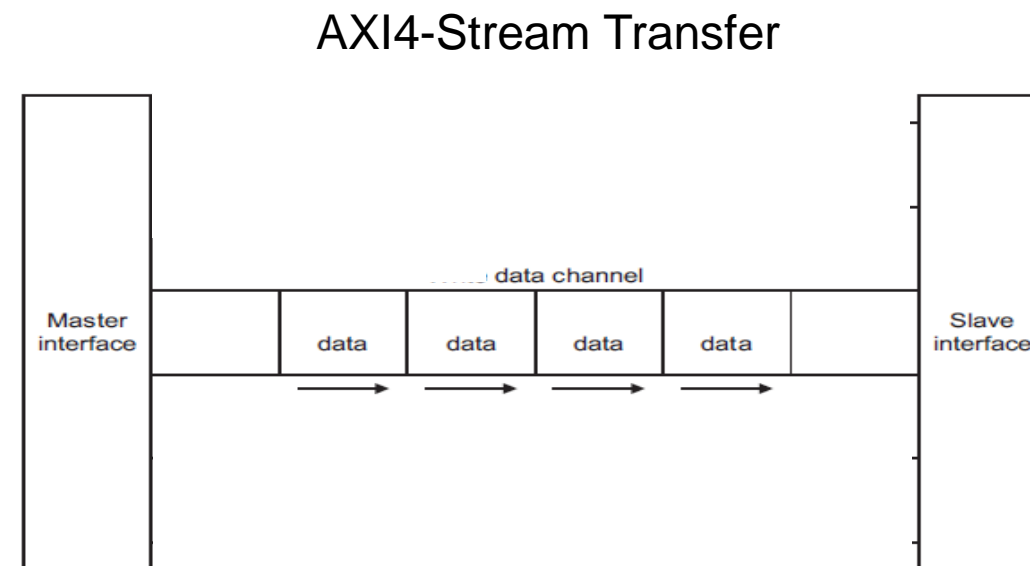 AXI4-Stream Transfer
data channel
Master
interface
data
data
data
data
Slave
interface